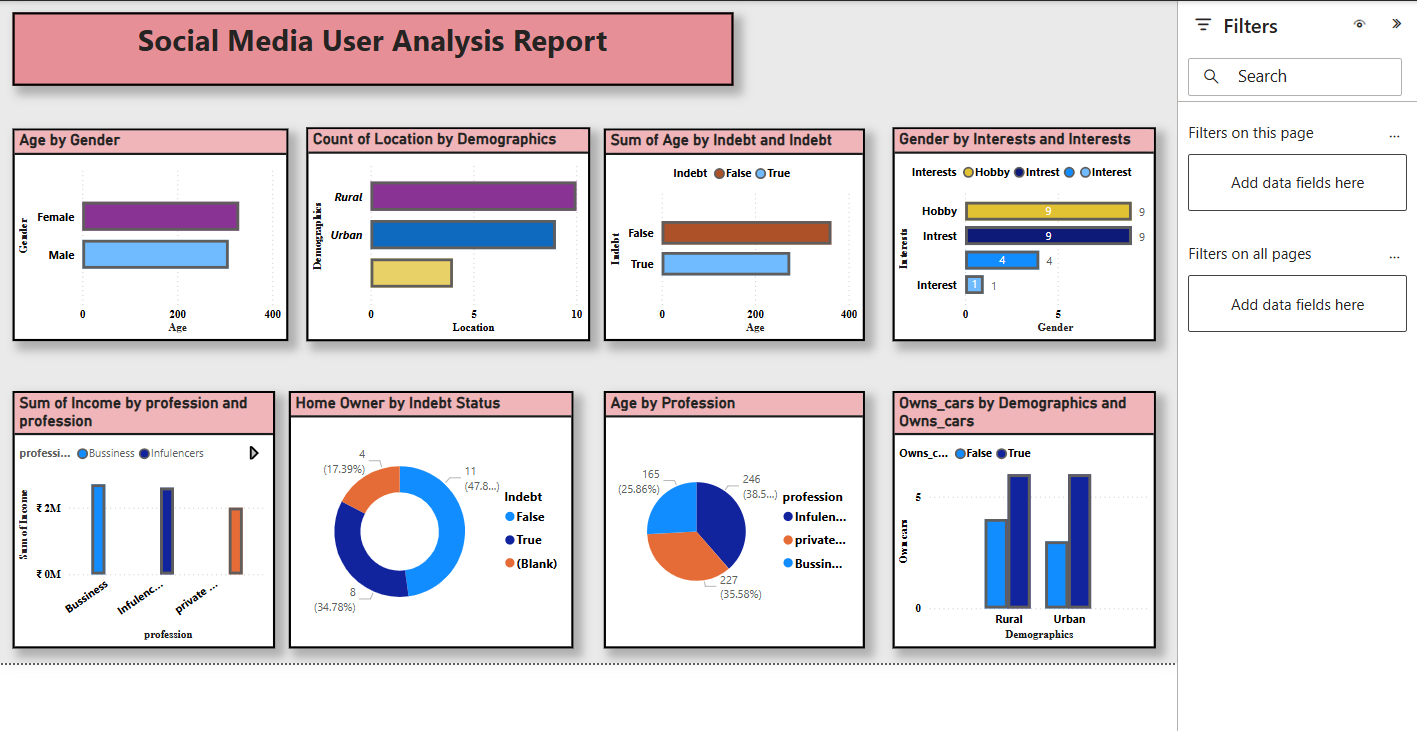 Social Media User Analysis Report
Filters
Search
Filters on this page
...
Add data fields here
Filters on all pages
...
Add data fields here
Age by Gender
Gender
Female
Male
0 200 400
Age
Count of Location by Demographics
Demographics
Rural
Urban
0 5 10
Location
Sum of Age by Indebt and Indebt
Indebt False True
Indebt
False
True
0 200 400
Age
Gender by Interests and Interests
Interests Hobby Intrest Interest
Interests
Hobby 9 9
Intrest 9 9
4 4
Interest 1 1
0 5
Gender
Sum of Income by profession and
profession
professi... Bussiness Infulencers
Sum of Income
₹ 2M
₹ 0M
Bussiness Infulenc... private ...
profession
Home Owner by Indebt Status
4
(17.39%)
11
(47.8...)
8
(34.78%)
Indebt
False
True
(Blank)
Age by Profession
165
(25.86%)
246
(38.5...)
227
(35.58%)
profession
Infulen...
private...
Bussin...
Owns_cars by Demographics and
Owns_cars
Owns_c... False True
Own cars
5
0
Rural Urban
Demographics